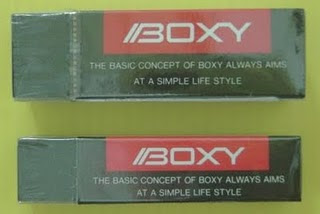 BOXY
THE BASIC CONCEPT OF BOXY ALWAYS AIMS
AT A SIMPLE LIFE STYLE
BOXY
THE BASIC CONCEPT OF BOXY ALWAYS AIMS
AT A SIMPLE LIFE STYLE